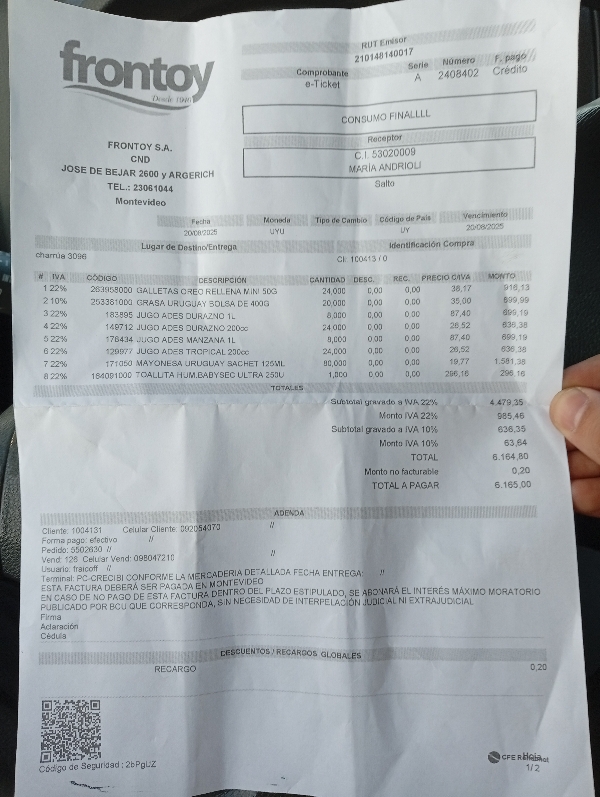 frontoy
Desde 1946
RUT Emisor
210148140017
Comprobante Serie Número F. pago
e-Ticket A 2408402 Crédito
CONSUMO FINALLLL
Receptor
C.I. 53020009
MARÍA ANDRIOLI
Salto
FRONTOY S.A.
CND
JOSE DE BEJAR 2600 y ARGERICH
TEL.: 23061044
Montevideo
Fecha Moneda Tipo de Cambio Código de País Vencimiento
20/08/2025 UYU UY 20/08/2025
Lugar de Destino/Entrega Identificación Compra
charrúa 3096 Cli: 100413 / 0
# IVA CÓDIGO DESCRIPCIÓN CANTIDAD DESC. REC. PRECIO C/IVA MONTO
1 22% 263958000 GALLETAS OREO RELLENA MINI 50G 24,000 0,00 0,00 38,17 916,13
2 10% 253381000 GRASA URUGUAY BOLSA DE 400G 20,000 0,00 0,00 35,00 699,99
3 22% 183895 JUGO ADES DURAZNO 1L 8,000 0,00 0,00 87,40 699,19
4 22% 149712 JUGO ADES DURAZNO 200cc 24,000 0,00 0,00 26,52 636,38
5 22% 178434 JUGO ADES MANZANA 1L 8,000 0,00 0,00 87,40 699,19
6 22% 129977 JUGO ADES TROPICAL 200cc 24,000 0,00 0,00 26,52 636,38
7 22% 171050 MAYONESA URUGUAY SACHET 125ML 80,000 0,00 0,00 19,77 1.581,38
8 22% 184091000 TOALLITA HUM.BABYSEC ULTRA 250U 1,000 0,00 0,00 296,16 296,16
TOTALES
Subtotal gravado a IVA 22% 4.479,35
Monto IVA 22% 985,46
Subtotal gravado a IVA 10% 636,35
Monto IVA 10% 63,64
TOTAL 6.164,80
Monto no facturable 0,20
TOTAL A PAGAR 6.165,00
ADENDA
Cliente: 1004131 Celular Cliente: 092054070 //
Forma pago: efectivo //
Pedido: 5502630 //
Vend: 126 Celular Vend: 098047210 //
Usuario: fraicoff //
Terminal: PC-CRECIBI CONFORME LA MERCADERIA DETALLADA FECHA ENTREGA: //
ESTA FACTURA DEBERÁ SER PAGADA EN MONTEVIDEO
EN CASO DE NO PAGO DE ESTA FACTURA DENTRO DEL PLAZO ESTIPULADO, SE ABONARÁ EL INTERÉS MÁXIMO MORATORIO
PUBLICADO POR BCU QUE CORRESPONDA, SIN NECESIDAD DE INTERPELACIÓN JUDICIAL NI EXTRAJUDICIAL
Firma
Aclaración
Cédula
DESCUENTOS / RECARGOS GLOBALES
RECARGO 0,20
Código de Seguridad : 2bPgUZ
CFE Hoja
1/2